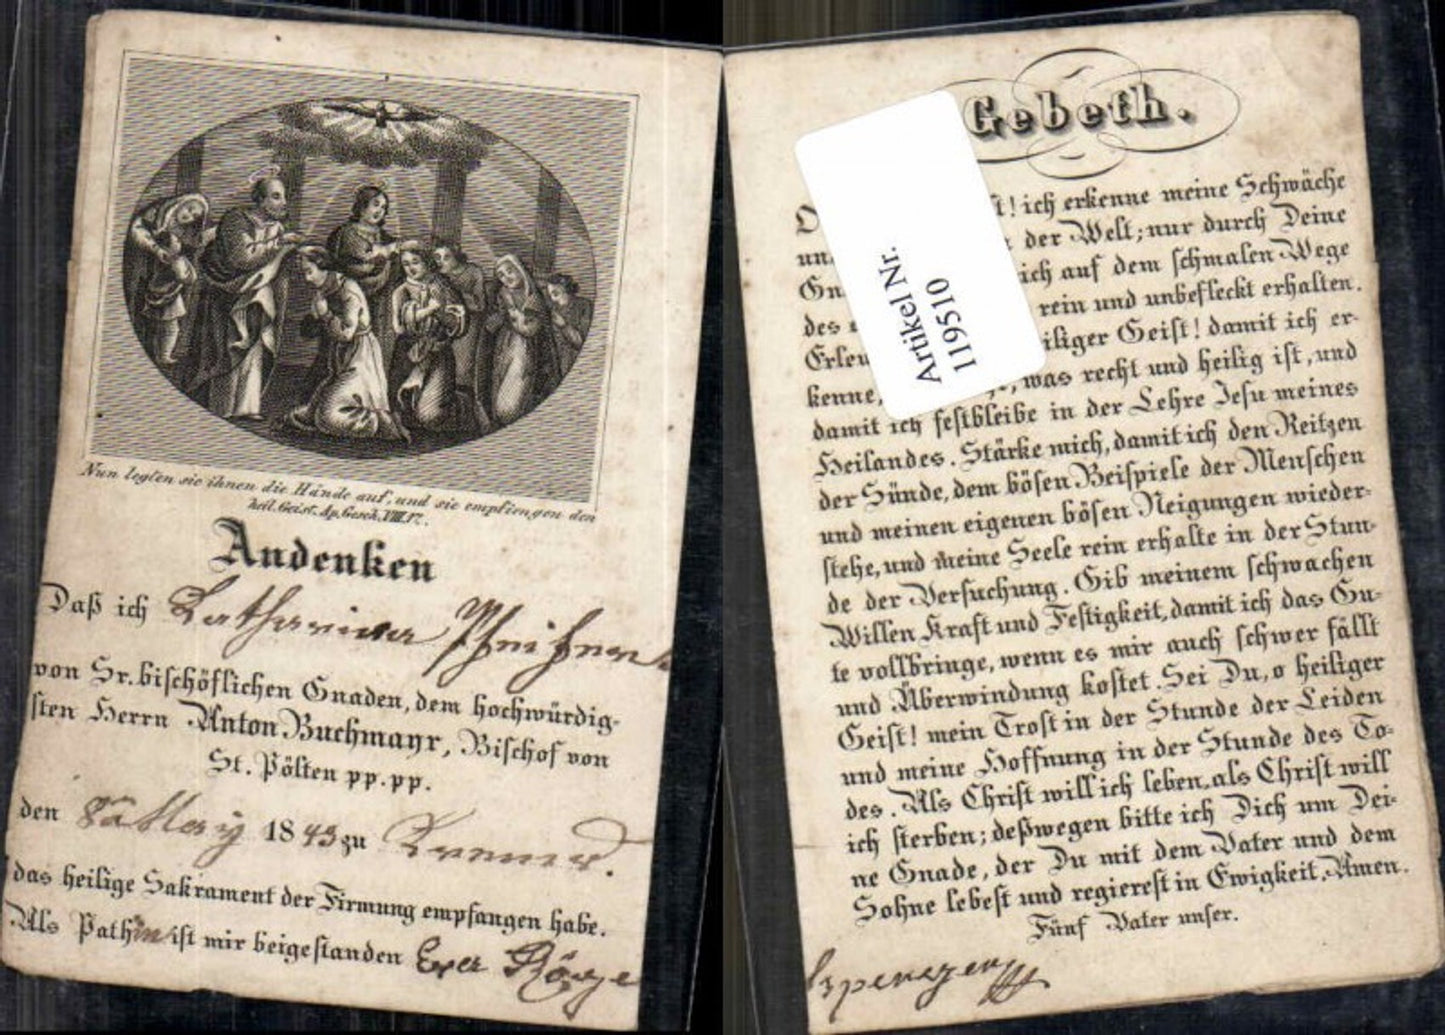 Nun legten sie ihnen die Hände auf, und sie empfiengen den
heil. Geist. Ap. Gesch. VIII. 17.
Andenken
Daß ich Katharina
von Sr. bischöflichen Gnaden, dem hochwürdig-
sten Herrn Anton Buchmayr, Bischof von
St. Pölten pp. pp.
den 1843 zu
das heilige Sakrament der Firmung empfangen habe.
Als Pathin ist mir beigestanden
Gebeth.
ich erkenne meine Schwäche
der Welt; nur durch Deine
ich auf dem schmalen Wege
des rein und unbefleckt erhalten.
Geist! damit ich er-
kenne, was recht und heilig ist, und
damit ich festbleibe in der Lehre Jesu meines
Heilandes. Stärke mich, damit ich den Reitzen
der Sünde, dem bösen Beispiele der Menschen
und meinen eigenen bösen Neigungen wieder-
stehe, und meine Seele rein erhalte in der Stun-
de der Versuchung. Gib meinem schwachen
Willen Kraft und Festigkeit, damit ich das Gu-
te vollbringe, wenn es mir auch schwer fällt
und Überwindung kostet. Sei Du, o heiliger
Geist! mein Trost in der Stunde der Leiden
und meine Hoffnung in der Stunde des To-
des. Als Christ will ich leben, als Christ will
ich sterben; deßwegen bitte ich Dich um Dei-
ne Gnade, der Du mit dem Vater und dem
Sohne lebest und regierest in Ewigkeit. Amen.
Fünf Vater unser.
Artikel Nr.
119510